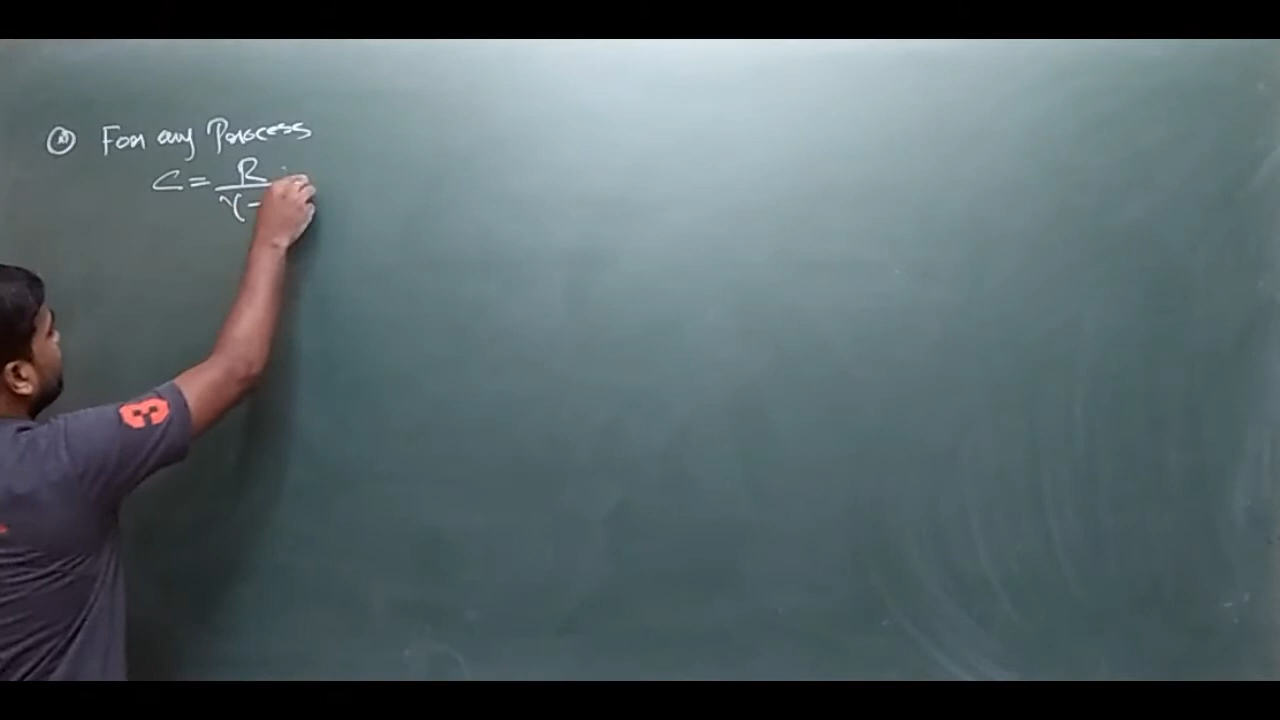 For any Process
C = R / γ -